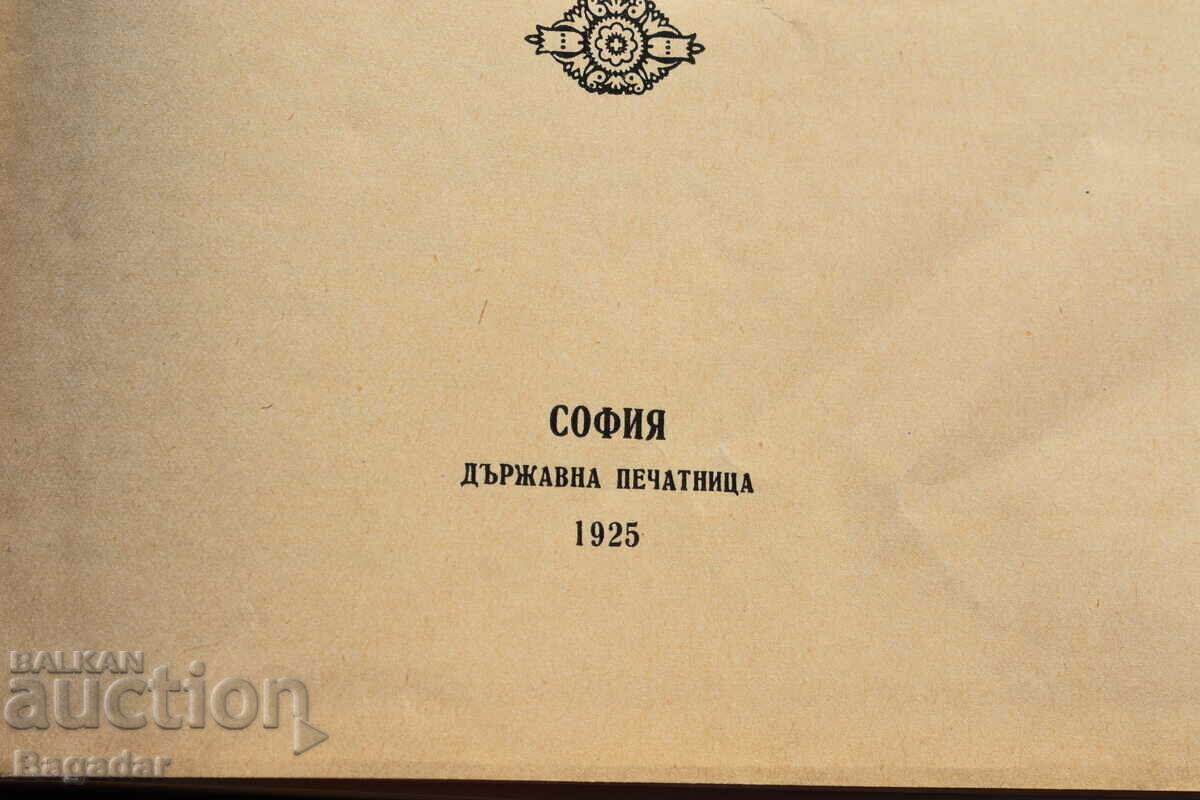 СОФИЯ
ДЪРЖАВНА ПЕЧАТНИЦА
1925
BALKAN
auction
Bagadar